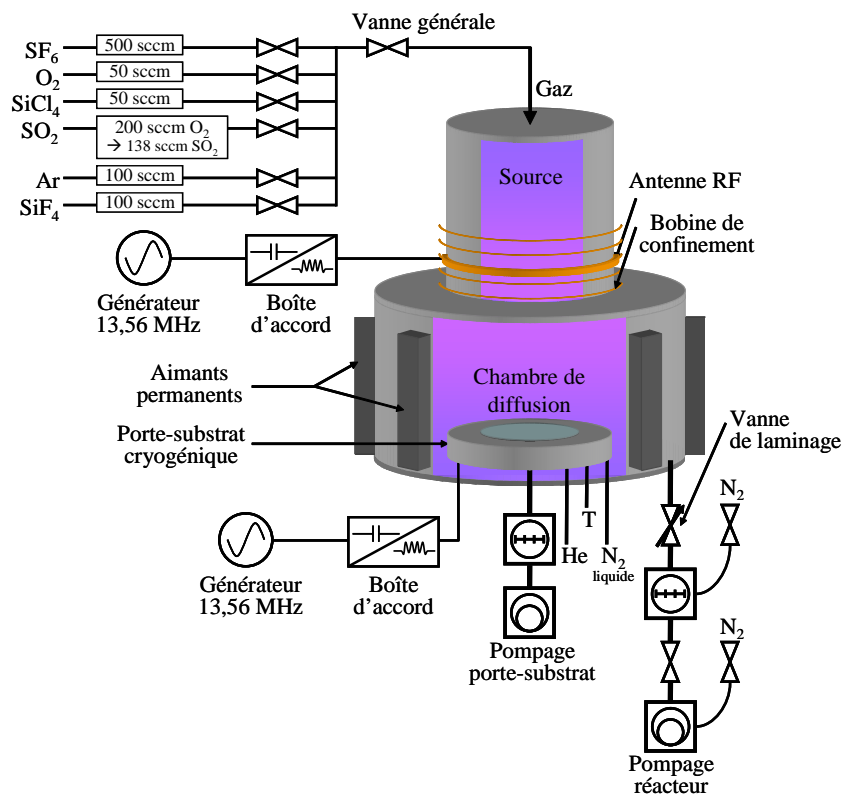 Vanne générale
SF6
500 sccm
O2
50 sccm
SiCl4
50 sccm
SO2
200 sccm O2
→ 138 sccm SO2
Ar
100 sccm
SiF4
100 sccm
Gaz
Source
Antenne RF
Bobine de
confinement
Générateur
13,56 MHz
Boîte
d'accord
Aimants
permanents
Chambre de
diffusion
Porte-substrat
cryogénique
Vanne
de laminage
N2
T
He
N2
liquide
Générateur
13,56 MHz
Boîte
d'accord
Pompage
porte-substrat
N2
Pompage
réacteur